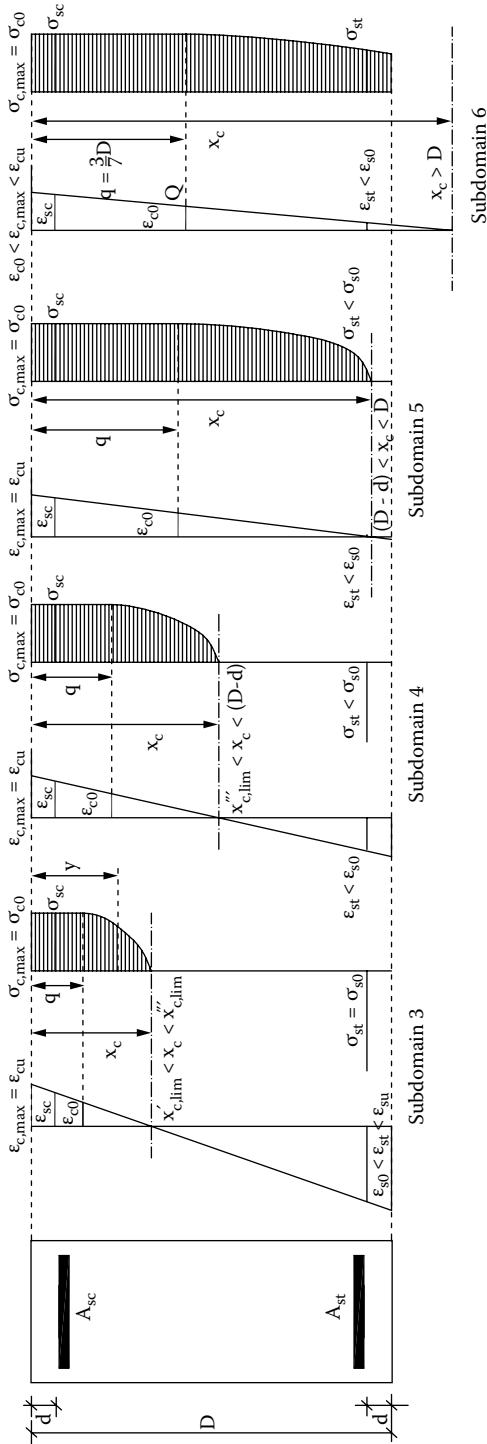 d
D
d
A_sc
A_st
ε_c,max = ε_cu
σ_c,max = σ_c0
ε_sc
ε_c0
q
x_c
σ_sc
y
x'_c,lim < x_c < x'''_c,lim
σ_st = σ_s0
ε_s0 < ε_st < ε_su
Subdomain 3
ε_c,max = ε_cu
σ_c,max = σ_c0
ε_sc
ε_c0
q
x_c
σ_sc
x'''_c,lim < x_c < (D-d)
ε_st < ε_s0
σ_st < σ_s0
Subdomain 4
ε_c,max = ε_cu
σ_c,max = σ_c0
ε_sc
ε_c0
q
x_c
σ_sc
σ_st < σ_s0
ε_st < ε_s0
(D - d) < x_c < D
Subdomain 5
ε_c0 < ε_c,max < ε_cu
σ_c,max = σ_c0
ε_sc
ε_c0
Q
q = 3/7 D
x_c
σ_sc
σ_st
ε_st < ε_s0
x_c > D
Subdomain 6